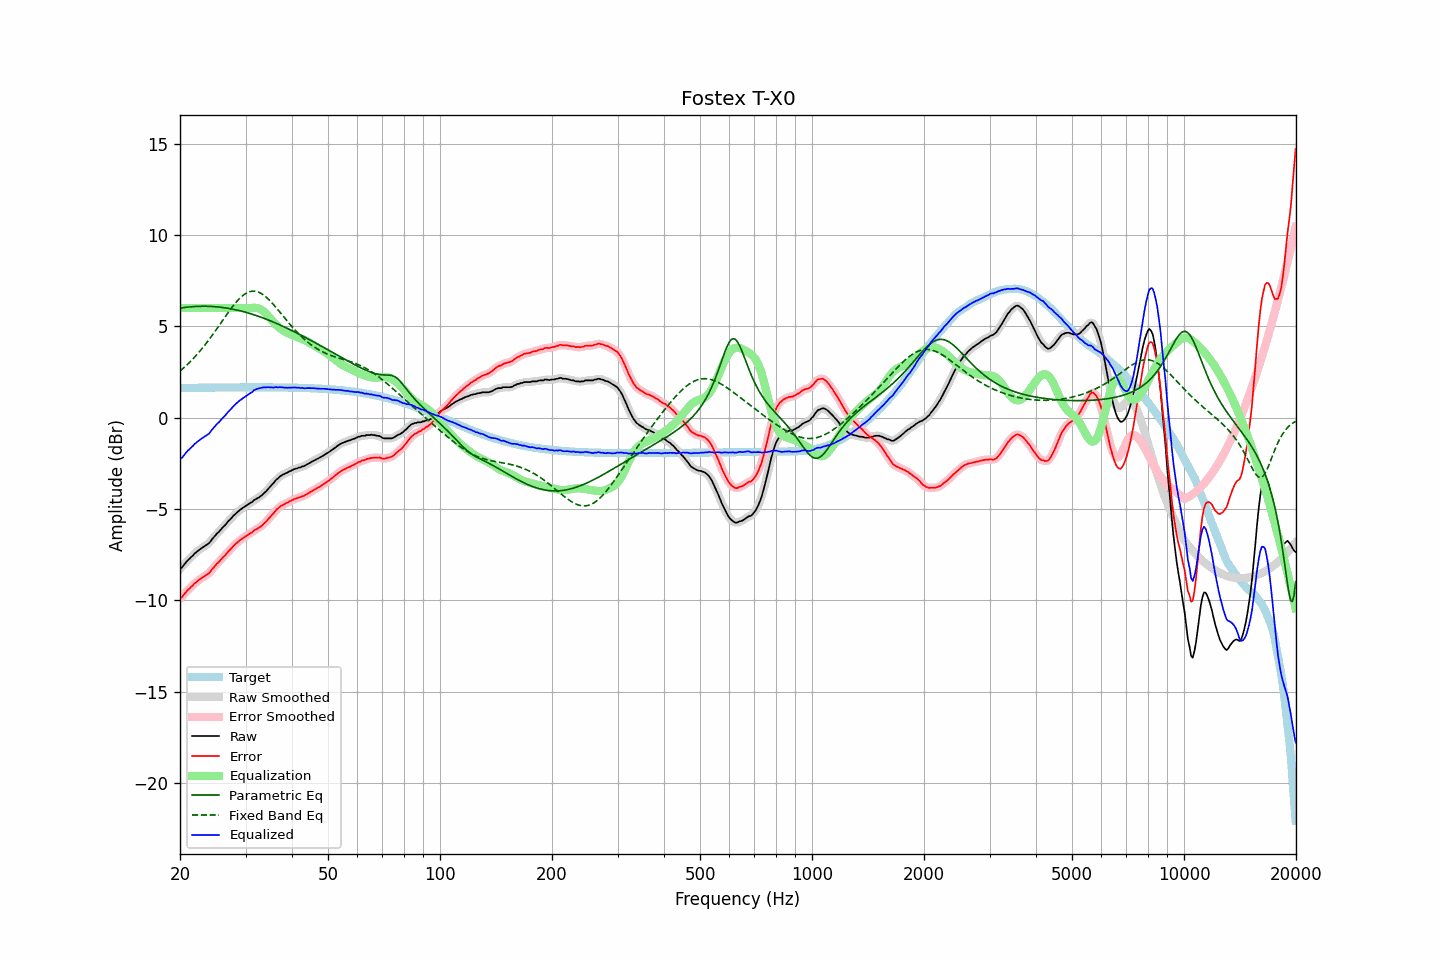 Fostex T-X0
Amplitude (dBr)
15
10
5
0
−5
−10
−15
−20
Target
Raw Smoothed
Error Smoothed
Raw
Error
Equalization
Parametric Eq
Fixed Band Eq
Equalized
20 50 100 200 500 1000 2000 5000 10000 20000
Frequency (Hz)